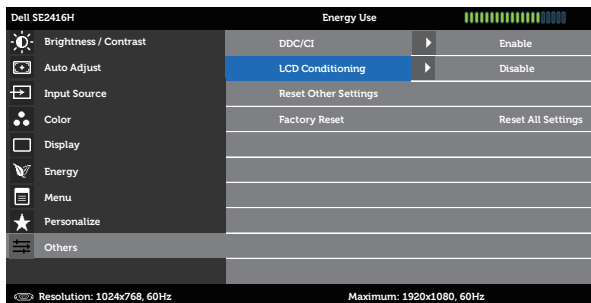 Dell SE2416H Energy Use
Brightness / Contrast DDC/CI Enable
Auto Adjust LCD Conditioning Disable
Input Source Reset Other Settings
Color Factory Reset Reset All Settings
Display
Energy
Menu
Personalize
Others
Resolution: 1024x768, 60Hz Maximum: 1920x1080, 60Hz